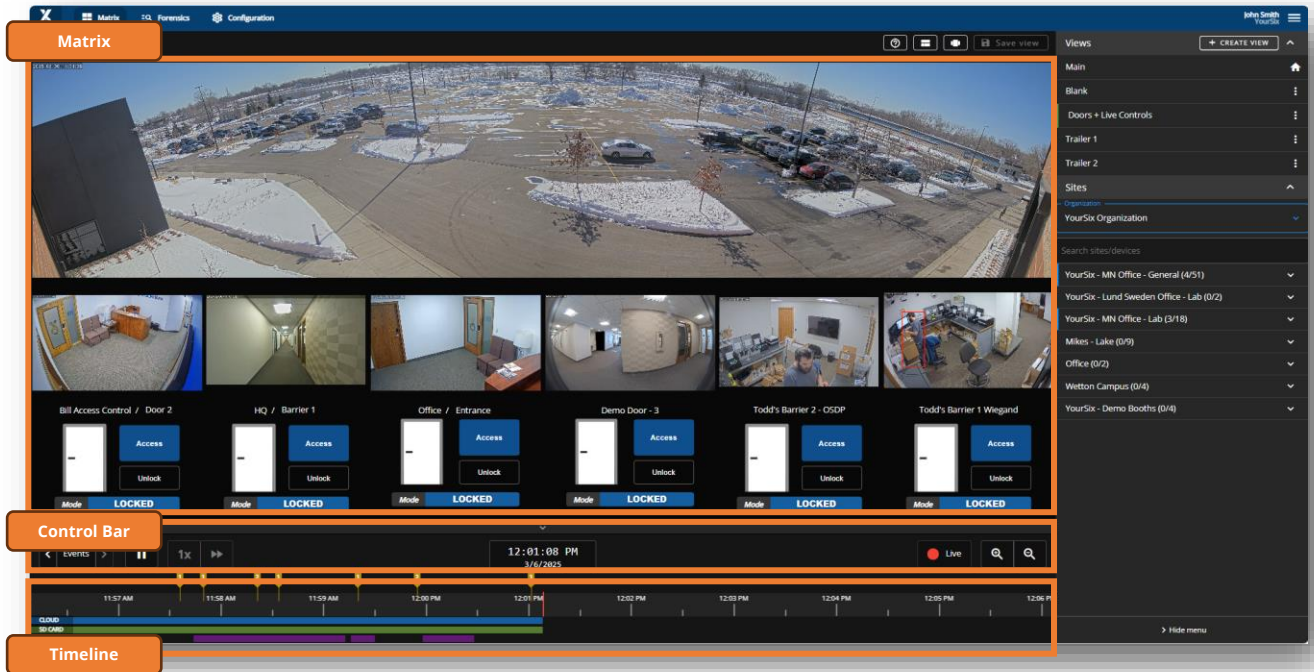 X
Matrix
Forensics
Configuration
John Smith
YourSix
Matrix
Save view
Views
+ CREATE VIEW
Main
Blank
Doors + Live Controls
Trailer 1
Trailer 2
Sites
Organization
YourSix Organization
Search sites/devices
YourSix - MN Office - General (4/51)
YourSix - Lund Sweden Office - Lab (0/2)
YourSix - MN Office - Lab (3/18)
Mikes - Lake (0/9)
Office (0/2)
Wetton Campus (0/4)
YourSix - Demo Booths (0/4)
> Hide menu
Bill Access Control / Door 2
HQ / Barrier 1
Office / Entrance
Demo Door - 3
Todd's Barrier 2 - OSDP
Todd's Barrier 1 Wiegand
Access
Access
Access
Access
Access
Access
Unlock
Unlock
Unlock
Unlock
Unlock
Unlock
Mode LOCKED
Mode LOCKED
Mode LOCKED
Mode LOCKED
Mode LOCKED
Mode LOCKED
Control Bar
Events
1x
12:01:08 PM
3/6/2025
Live
11:57 AM
11:58 AM
11:59 AM
12:00 PM
12:01 PM
12:02 PM
12:03 PM
12:04 PM
12:05 PM
12:06 P
CLOUD
SD CARD
Timeline